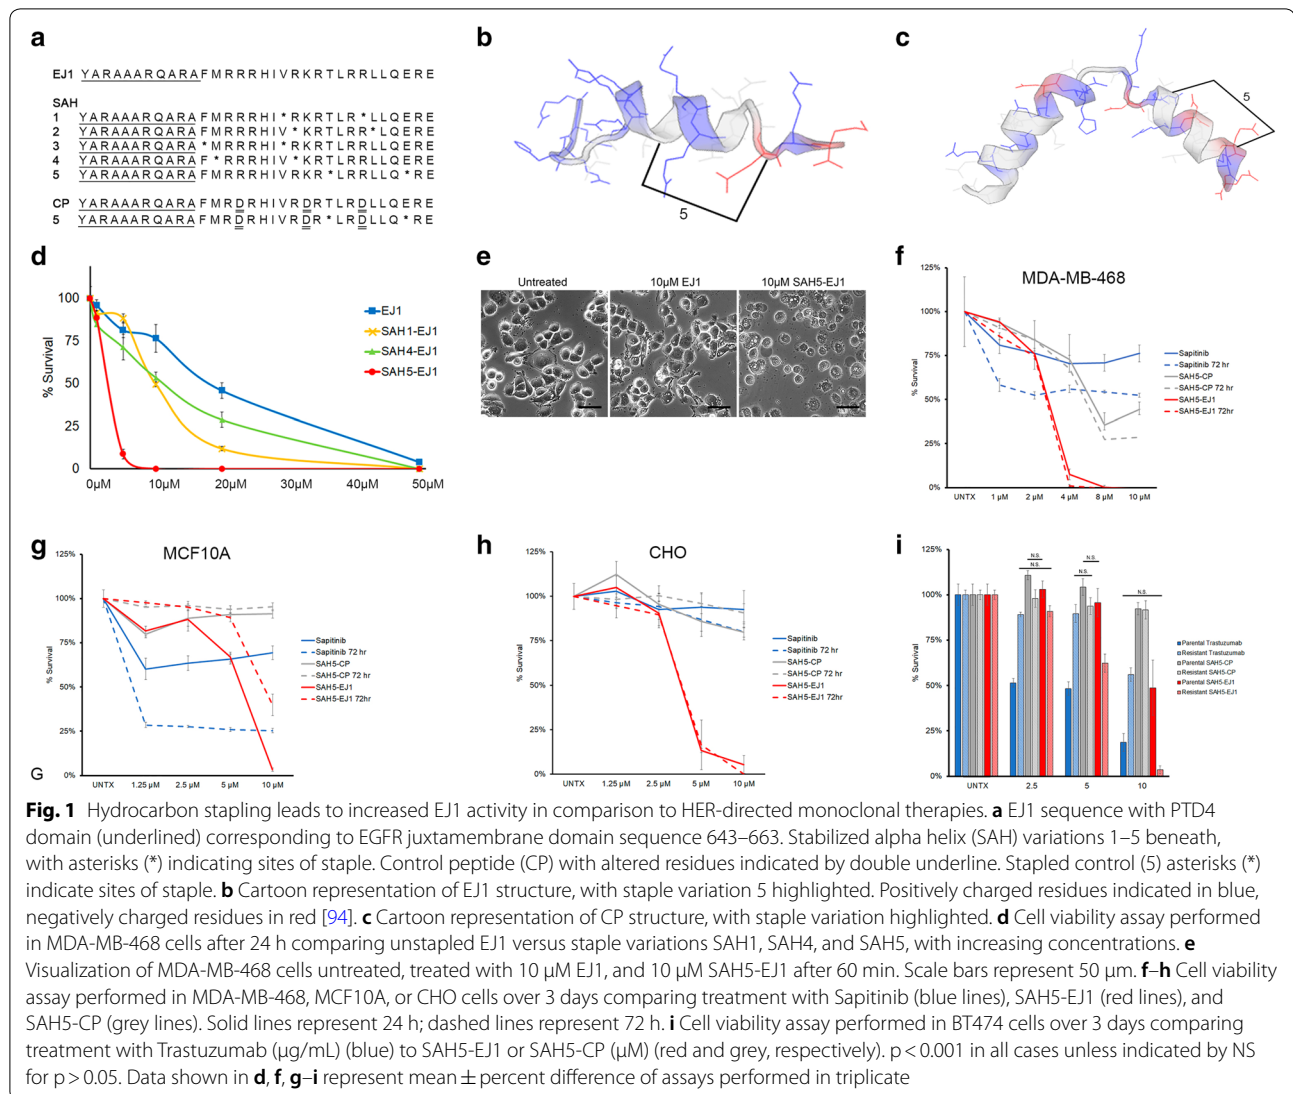 a
EJ1 YARAAARQARAFMRRRHIVRKRTLRRLLQERE
SAH
1 YARAAARQARAFMRRRHI*RKRTLR*LLQERE
2 YARAAARQARAFMRRRHIV*KRTLRR*LQERE
3 YARAAARQARA*MRRRHI*RKRTLRRLLQERE
4 YARAAARQARAF*RRRHIV*KRTLRRLLQERE
5 YARAAARQARAFMRRRHIVRKR*LRRLLQ*RE
CP YARAAARQARAFMRDRHIVRDRTLRDLLQERE
5 YARAAARQARAFMRDRHIVRDR*LRDLLQ*RE
b
5
c
5
d
% Survival
100
75
50
25
0
0µM 10µM 20µM 30µM 40µM 50µM
EJ1
SAH1-EJ1
SAH4-EJ1
SAH5-EJ1
e
Untreated 10µM EJ1 10µM SAH5-EJ1
f
MDA-MB-468
% Survival
125%
100%
75%
50%
25%
0%
UNTX 1 µM 2 µM 4 µM 8 µM 10 µM
Sapitinib
Sapitinib 72 hr
SAH5-CP
SAH5-CP 72 hr
SAH5-EJ1
SAH5-EJ1 72hr
g
MCF10A
% Survival
125%
100%
75%
50%
25%
0%
G
UNTX 1.25 µM 2.5 µM 5 µM 10 µM
Sapitinib
Sapitinib 72 hr
SAH5-CP
SAH5-CP 72 hr
SAH5-EJ1
SAH5-EJ1 72hr
h
CHO
% Survival
125%
100%
75%
50%
25%
0%
UNTX 1.25 µM 2.5 µM 5 µM 10 µM
Sapitinib
Sapitinib 72 hr
SAH5-CP
SAH5-CP 72 hr
SAH5-EJ1
SAH5-EJ1 72hr
i
% Survival
125%
100%
75%
50%
25%
0%
N.S.
N.S.
N.S.
N.S.
N.S.
UNTX 2.5 5 10
Parental Trastuzumab
Resistant Trastuzumab
Parental SAH5-CP
Resistant SAH5-CP
Parental SAH5-EJ1
Resistant SAH5-EJ1
Fig. 1 Hydrocarbon stapling leads to increased EJ1 activity in comparison to HER-directed monoclonal therapies. a EJ1 sequence with PTD4
domain (underlined) corresponding to EGFR juxtamembrane domain sequence 643–663. Stabilized alpha helix (SAH) variations 1–5 beneath,
with asterisks (*) indicating sites of staple. Control peptide (CP) with altered residues indicated by double underline. Stapled control (5) asterisks (*)
indicate sites of staple. b Cartoon representation of EJ1 structure, with staple variation 5 highlighted. Positively charged residues indicated in blue,
negatively charged residues in red [94]. c Cartoon representation of CP structure, with staple variation highlighted. d Cell viability assay performed
in MDA-MB-468 cells after 24 h comparing unstapled EJ1 versus staple variations SAH1, SAH4, and SAH5, with increasing concentrations. e
Visualization of MDA-MB-468 cells untreated, treated with 10 µM EJ1, and 10 µM SAH5-EJ1 after 60 min. Scale bars represent 50 µm. f–h Cell viability
assay performed in MDA-MB-468, MCF10A, or CHO cells over 3 days comparing treatment with Sapitinib (blue lines), SAH5-EJ1 (red lines), and
SAH5-CP (grey lines). Solid lines represent 24 h; dashed lines represent 72 h. i Cell viability assay performed in BT474 cells over 3 days comparing
treatment with Trastuzumab (µg/mL) (blue) to SAH5-EJ1 or SAH5-CP (µM) (red and grey, respectively). p < 0.001 in all cases unless indicated by NS
for p > 0.05. Data shown in d, f, g–i represent mean ± percent difference of assays performed in triplicate